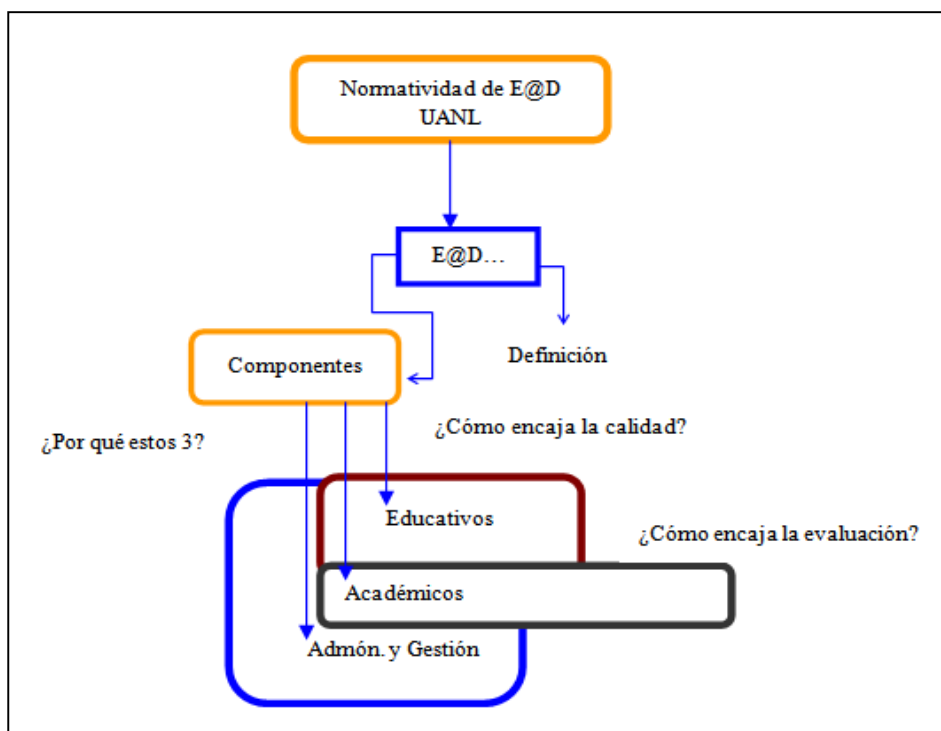 Normatividad de E@D
UANL
E@D...
Definición
Componentes
¿Cómo encaja la calidad?
¿Por qué estos 3?
Educativos
¿Cómo encaja la evaluación?
Académicos
Admón. y Gestión